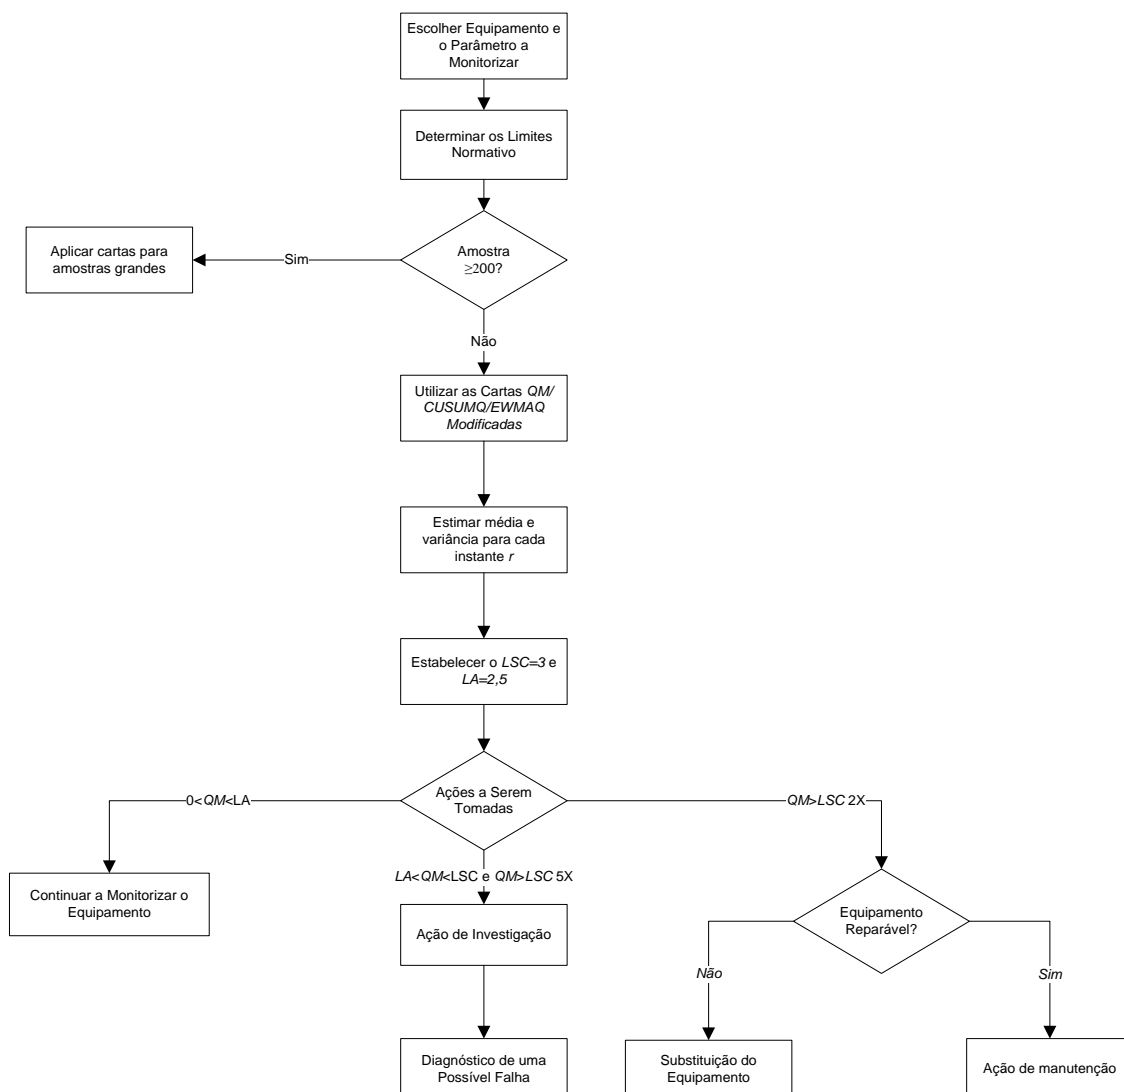 Escolher Equipamento e
o Parâmetro a
Monitorizar
Determinar os Limites
Normativo
Amostra
≥200?
Sim
Aplicar cartas para
amostras grandes
Não
Utilizar as Cartas QM/
CUSUMQ/EWMAQ
Modificadas
Estimar média e
variância para cada
instante r
Estabelecer o LSC=3 e
LA=2,5
Ações a Serem
Tomadas
0<QM<LA
QM>LSC 2X
LA<QM<LSC e QM>LSC 5X
Continuar a Monitorizar o
Equipamento
Ação de Investigação
Equipamento
Reparável?
Não
Sim
Diagnóstico de uma
Possível Falha
Substituição do
Equipamento
Ação de manutenção